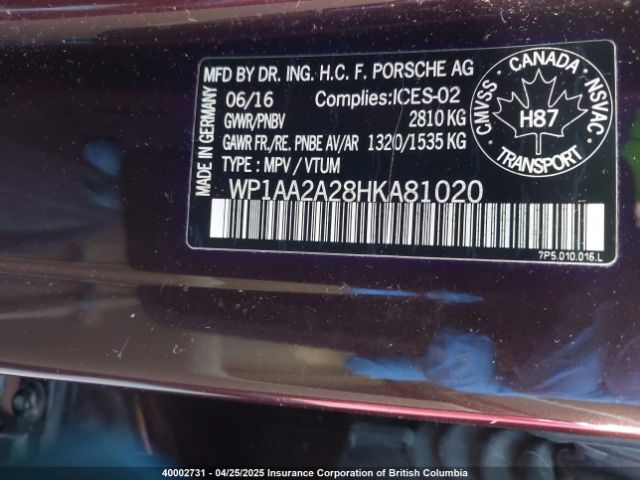 MFD BY DR. ING. H.C. F. PORSCHE AG
06/16 Complies:ICES-02
GVWR/PNBV 2810 KG
GAWR FR./RE. PNBE AV/AR 1320/1535 KG
TYPE : MPV / VTUM
WP1AA2A28HKA81020
MADE IN GERMANY
CANADA
CMVSS
NSVAC
H87
TRANSPORT
7P5.010.016.L
40002731 - 04/25/2025 Insurance Corporation of British Columbia